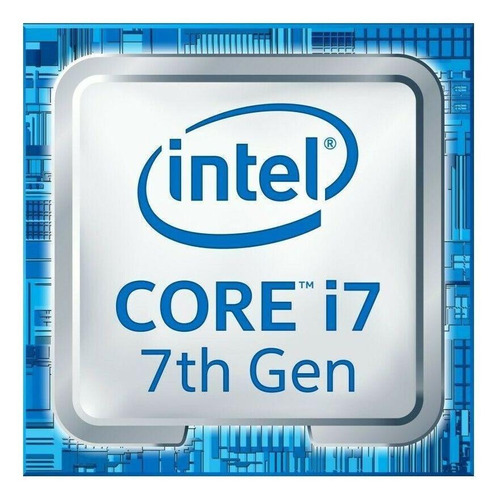 intel®
CORE™ i7
7th Gen